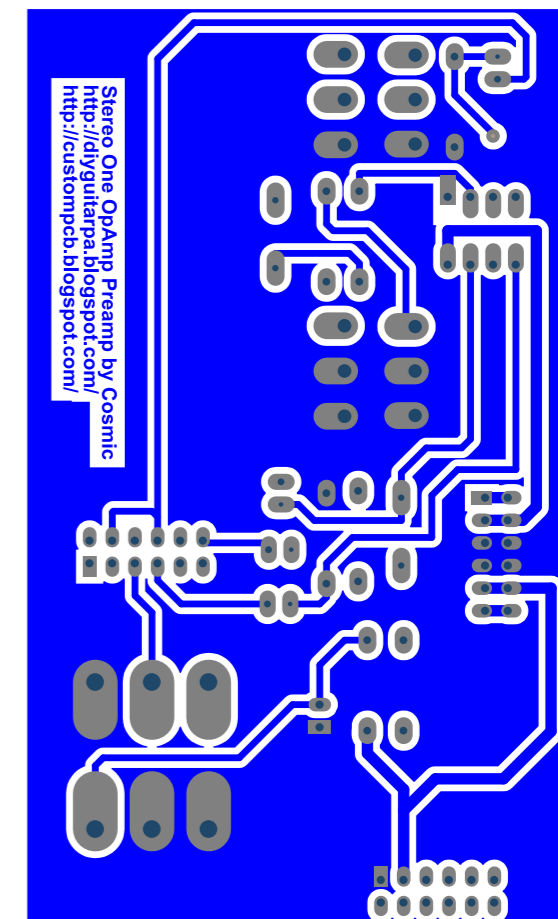 Stereo One OpAmp Preamp by Cosmic
http://diyguitarpa.blogspot.com/
http://custompcb.blogspot.com/